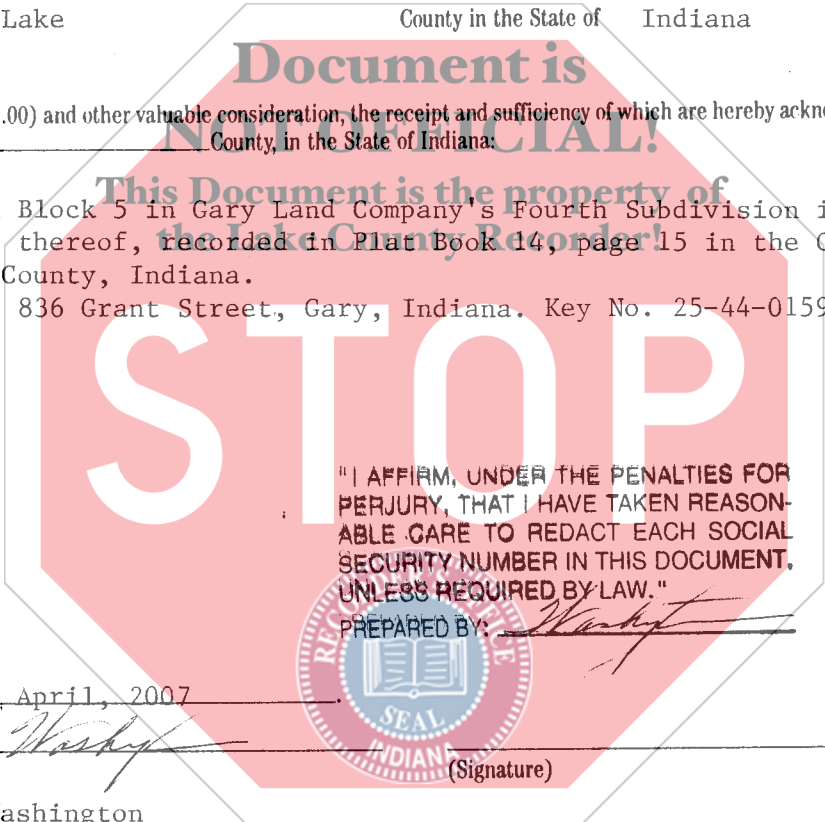 Lake County in the State of Indiana
Document is
.00) and other valuable consideration, the receipt and sufficiency of which are hereby ackno
NOT OFFICIAL!
County, in the State of Indiana:
This Document is the property of
Block 5 in Gary Land Company's Fourth Subdivision i
the Lake County Recorder!
thereof, recorded in Plat Book 14, page 15 in the O
County, Indiana.
836 Grant Street, Gary, Indiana. Key No. 25-44-0159
STOP
"I AFFIRM, UNDER THE PENALTIES FOR
PERJURY, THAT I HAVE TAKEN REASON-
ABLE CARE TO REDACT EACH SOCIAL
SECURITY NUMBER IN THIS DOCUMENT,
UNLESS REQUIRED BY LAW."
PREPARED BY:
RECORDER'S OFFICE
SEAL
INDIANA
April, 2007
(Signature)
ashington